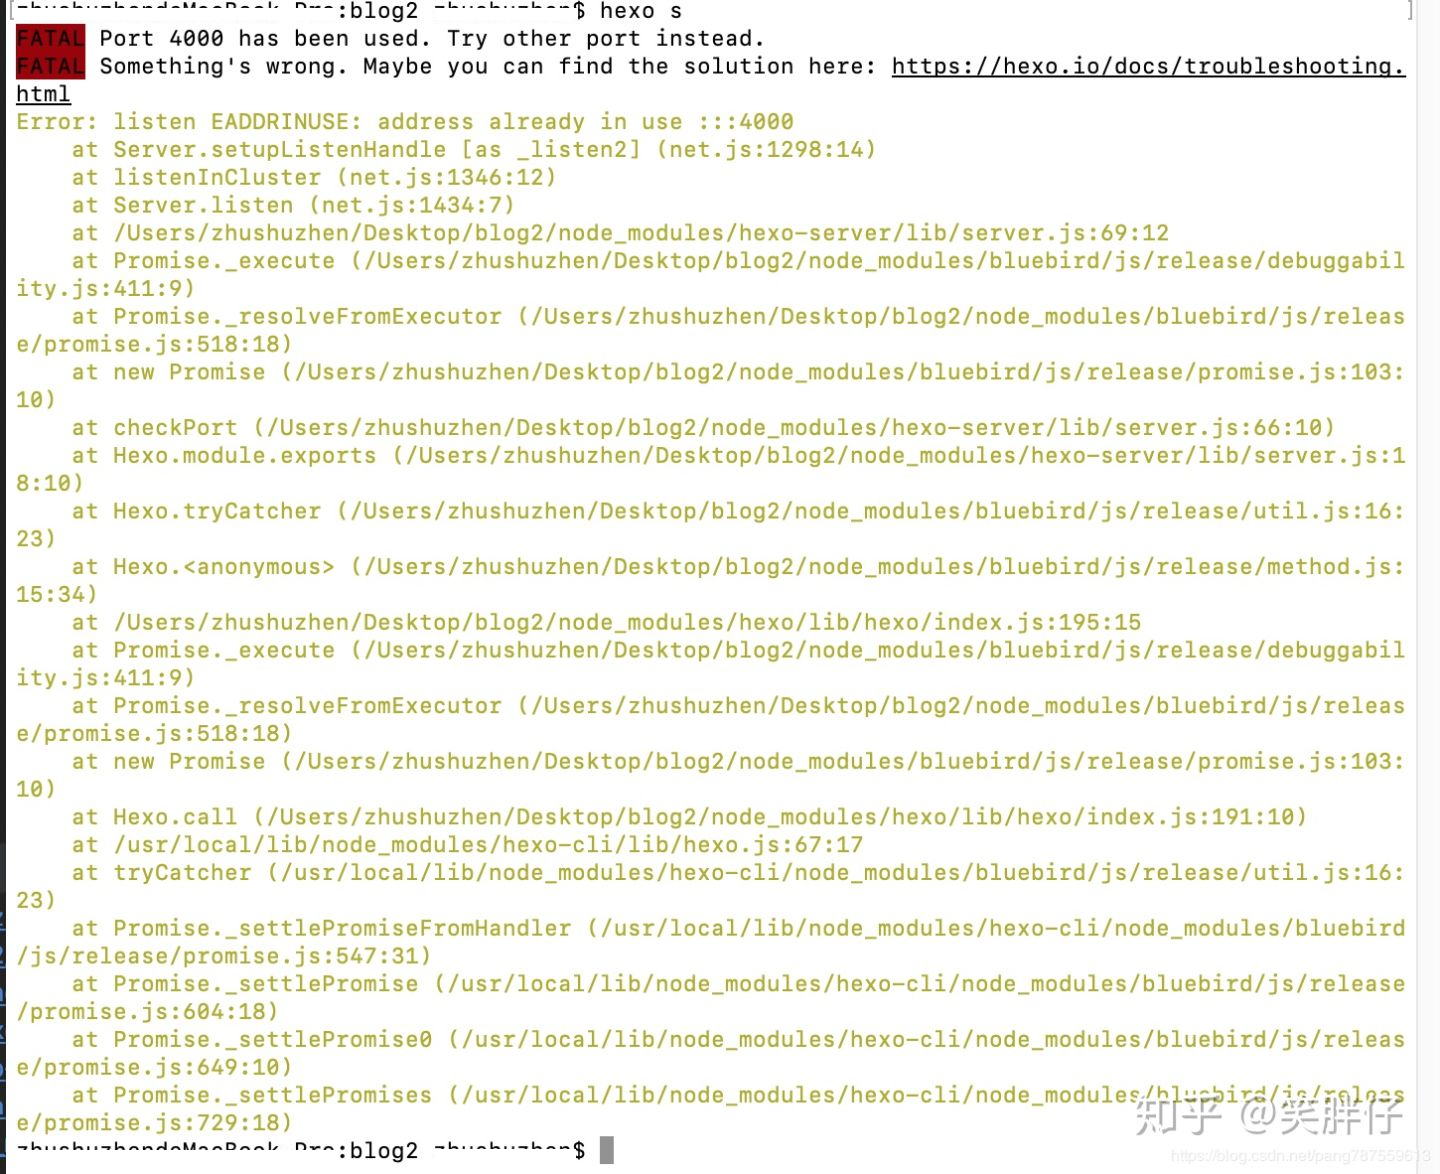 :blog2 $ hexo s
FATAL Port 4000 has been used. Try other port instead.
FATAL Something's wrong. Maybe you can find the solution here: https://hexo.io/docs/troubleshooting.
html
Error: listen EADDRINUSE: address already in use :::4000
    at Server.setupListenHandle [as _listen2] (net.js:1298:14)
    at listenInCluster (net.js:1346:12)
    at Server.listen (net.js:1434:7)
    at /Users/zhushuzhen/Desktop/blog2/node_modules/hexo-server/lib/server.js:69:12
    at Promise._execute (/Users/zhushuzhen/Desktop/blog2/node_modules/bluebird/js/release/debuggabil
ity.js:411:9)
    at Promise._resolveFromExecutor (/Users/zhushuzhen/Desktop/blog2/node_modules/bluebird/js/releas
e/promise.js:518:18)
    at new Promise (/Users/zhushuzhen/Desktop/blog2/node_modules/bluebird/js/release/promise.js:103:
10)
    at checkPort (/Users/zhushuzhen/Desktop/blog2/node_modules/hexo-server/lib/server.js:66:10)
    at Hexo.module.exports (/Users/zhushuzhen/Desktop/blog2/node_modules/hexo-server/lib/server.js:1
8:10)
    at Hexo.tryCatcher (/Users/zhushuzhen/Desktop/blog2/node_modules/bluebird/js/release/util.js:16:
23)
    at Hexo.<anonymous> (/Users/zhushuzhen/Desktop/blog2/node_modules/bluebird/js/release/method.js:
15:34)
    at /Users/zhushuzhen/Desktop/blog2/node_modules/hexo/lib/hexo/index.js:195:15
    at Promise._execute (/Users/zhushuzhen/Desktop/blog2/node_modules/bluebird/js/release/debuggabil
ity.js:411:9)
    at Promise._resolveFromExecutor (/Users/zhushuzhen/Desktop/blog2/node_modules/bluebird/js/releas
e/promise.js:518:18)
    at new Promise (/Users/zhushuzhen/Desktop/blog2/node_modules/bluebird/js/release/promise.js:103:
10)
    at Hexo.call (/Users/zhushuzhen/Desktop/blog2/node_modules/hexo/lib/hexo/index.js:191:10)
    at /usr/local/lib/node_modules/hexo-cli/lib/hexo.js:67:17
    at tryCatcher (/usr/local/lib/node_modules/hexo-cli/node_modules/bluebird/js/release/util.js:16:
23)
    at Promise._settlePromiseFromHandler (/usr/local/lib/node_modules/hexo-cli/node_modules/bluebird
/js/release/promise.js:547:31)
    at Promise._settlePromise (/usr/local/lib/node_modules/hexo-cli/node_modules/bluebird/js/release
/promise.js:604:18)
    at Promise._settlePromise0 (/usr/local/lib/node_modules/hexo-cli/node_modules/bluebird/js/releas
e/promise.js:649:10)
    at Promise._settlePromises (/usr/local/lib/node_modules/hexo-cli/node_modules/bluebird/js/releas
e/promise.js:729:18)
知乎 @笑胖仔
:blog2 $
https://blog.csdn.net/pang787559613